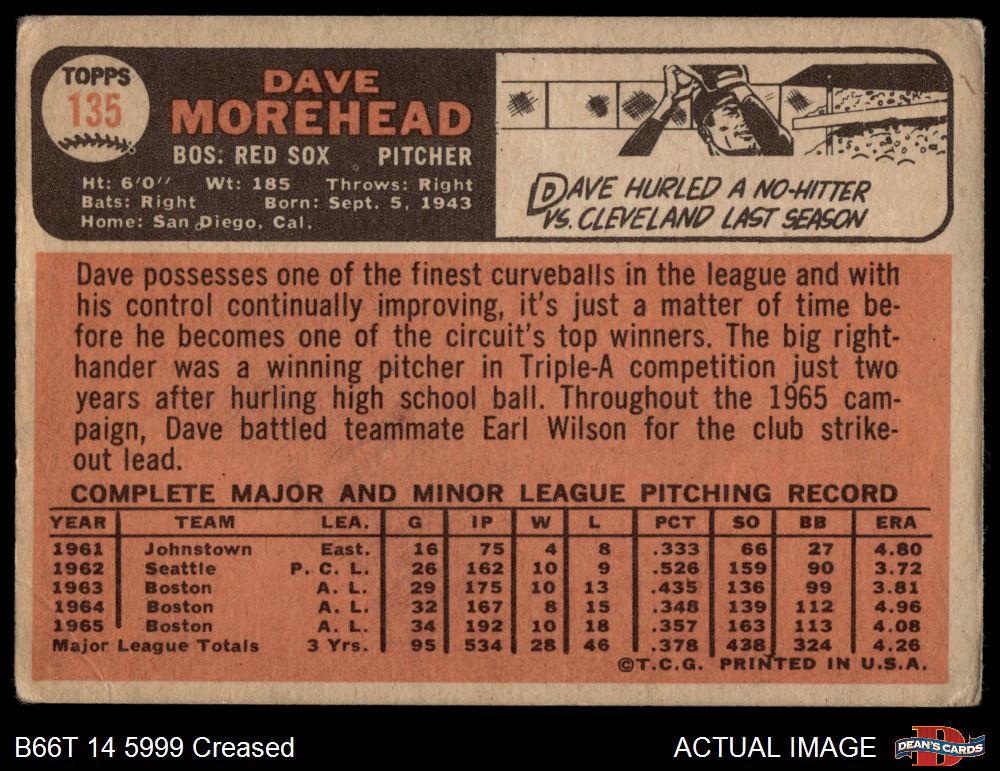 TOPPS
135
DAVE
MOREHEAD
BOS: RED SOX PITCHER
Ht: 6'0" Wt: 185 Throws: Right
Bats: Right Born: Sept. 5, 1943
Home: San Diego, Cal.
DAVE HURLED A NO-HITTER
VS. CLEVELAND LAST SEASON
Dave possesses one of the finest curveballs in the league and with
his control continually improving, it's just a matter of time be-
fore he becomes one of the circuit's top winners. The big right-
hander was a winning pitcher in Triple-A competition just two
years after hurling high school ball. Throughout the 1965 cam-
paign, Dave battled teammate Earl Wilson for the club strike-
out lead.
COMPLETE MAJOR AND MINOR LEAGUE PITCHING RECORD
YEAR TEAM LEA. G IP W L PCT SO BB ERA
1961 Johnstown East. 16 75 4 8 .333 66 27 4.80
1962 Seattle P. C. L. 26 162 10 9 .526 159 90 3.72
1963 Boston A. L. 29 175 10 13 .435 136 99 3.81
1964 Boston A. L. 32 167 8 15 .348 139 112 4.96
1965 Boston A. L. 34 192 10 18 .357 163 113 4.08
Major League Totals 3 Yrs. 95 534 28 46 .378 438 324 4.26
©T.C.G. PRINTED IN U.S.A.
B66T 14 5999 Creased
ACTUAL IMAGE
DEAN'S CARDS